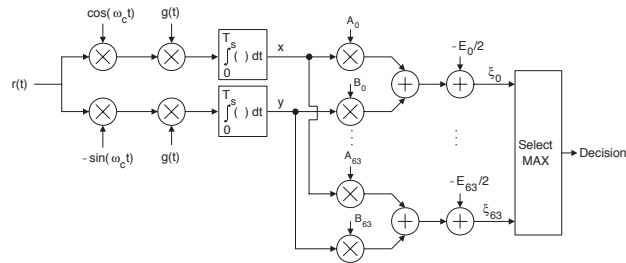 cos(ω_c t) g(t) A_0
T_s
∫ ( ) dt x
0
−E_0/2
ξ_0
r(t)
B_0
T_s
∫ ( ) dt y
0
−sin(ω_c t) g(t)
Select
MAX
Decision
A_63
−E_63/2
ξ_63
B_63